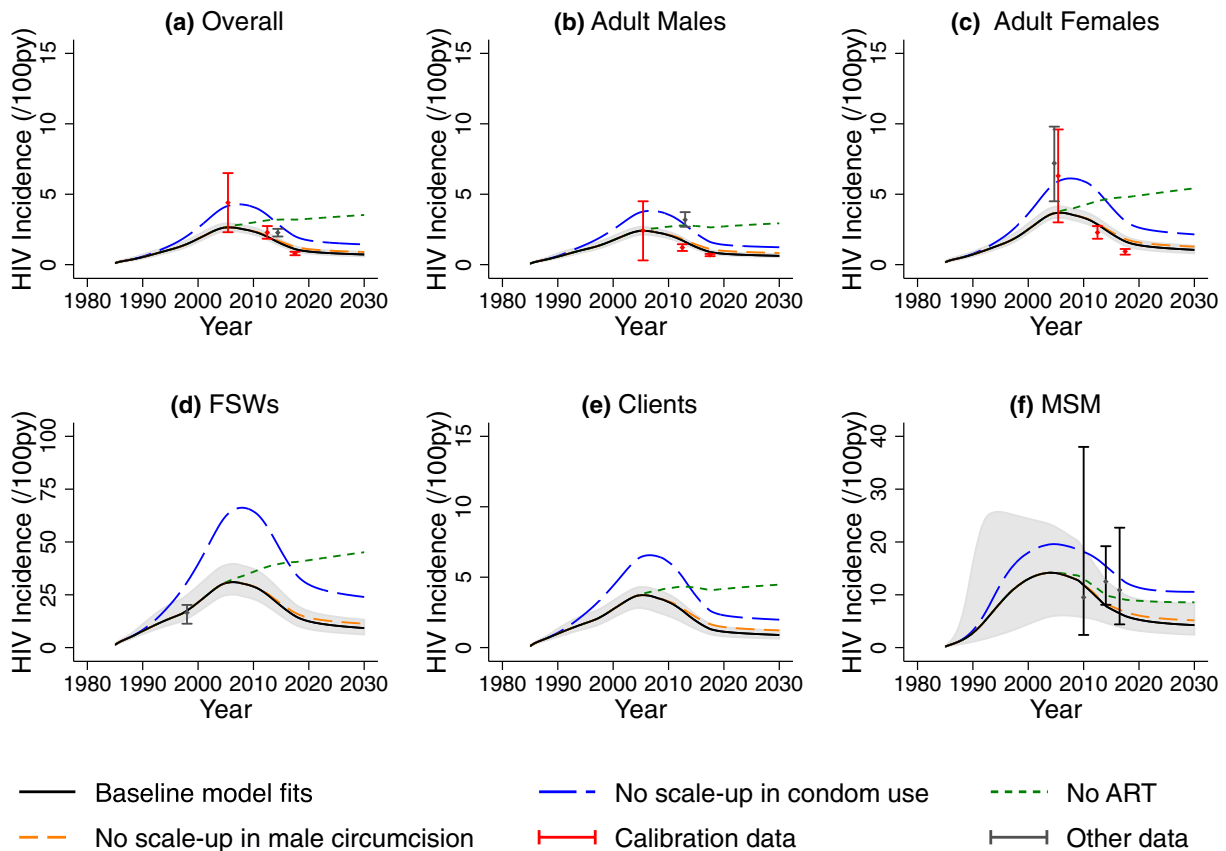 (a) Overall
HIV Incidence (/100py)
15
10
5
0
1980 1990 2000 2010 2020 2030
Year
(b) Adult Males
HIV Incidence (/100py)
15
10
5
0
1980 1990 2000 2010 2020 2030
Year
(c) Adult Females
HIV Incidence (/100py)
15
10
5
0
1980 1990 2000 2010 2020 2030
Year
(d) FSWs
HIV Incidence (/100py)
100
75
50
25
0
1980 1990 2000 2010 2020 2030
Year
(e) Clients
HIV Incidence (/100py)
15
10
5
0
1980 1990 2000 2010 2020 2030
Year
(f) MSM
HIV Incidence (/100py)
40
30
20
10
0
1980 1990 2000 2010 2020 2030
Year
Baseline model fits
No scale-up in condom use
No ART
No scale-up in male circumcision
Calibration data
Other data